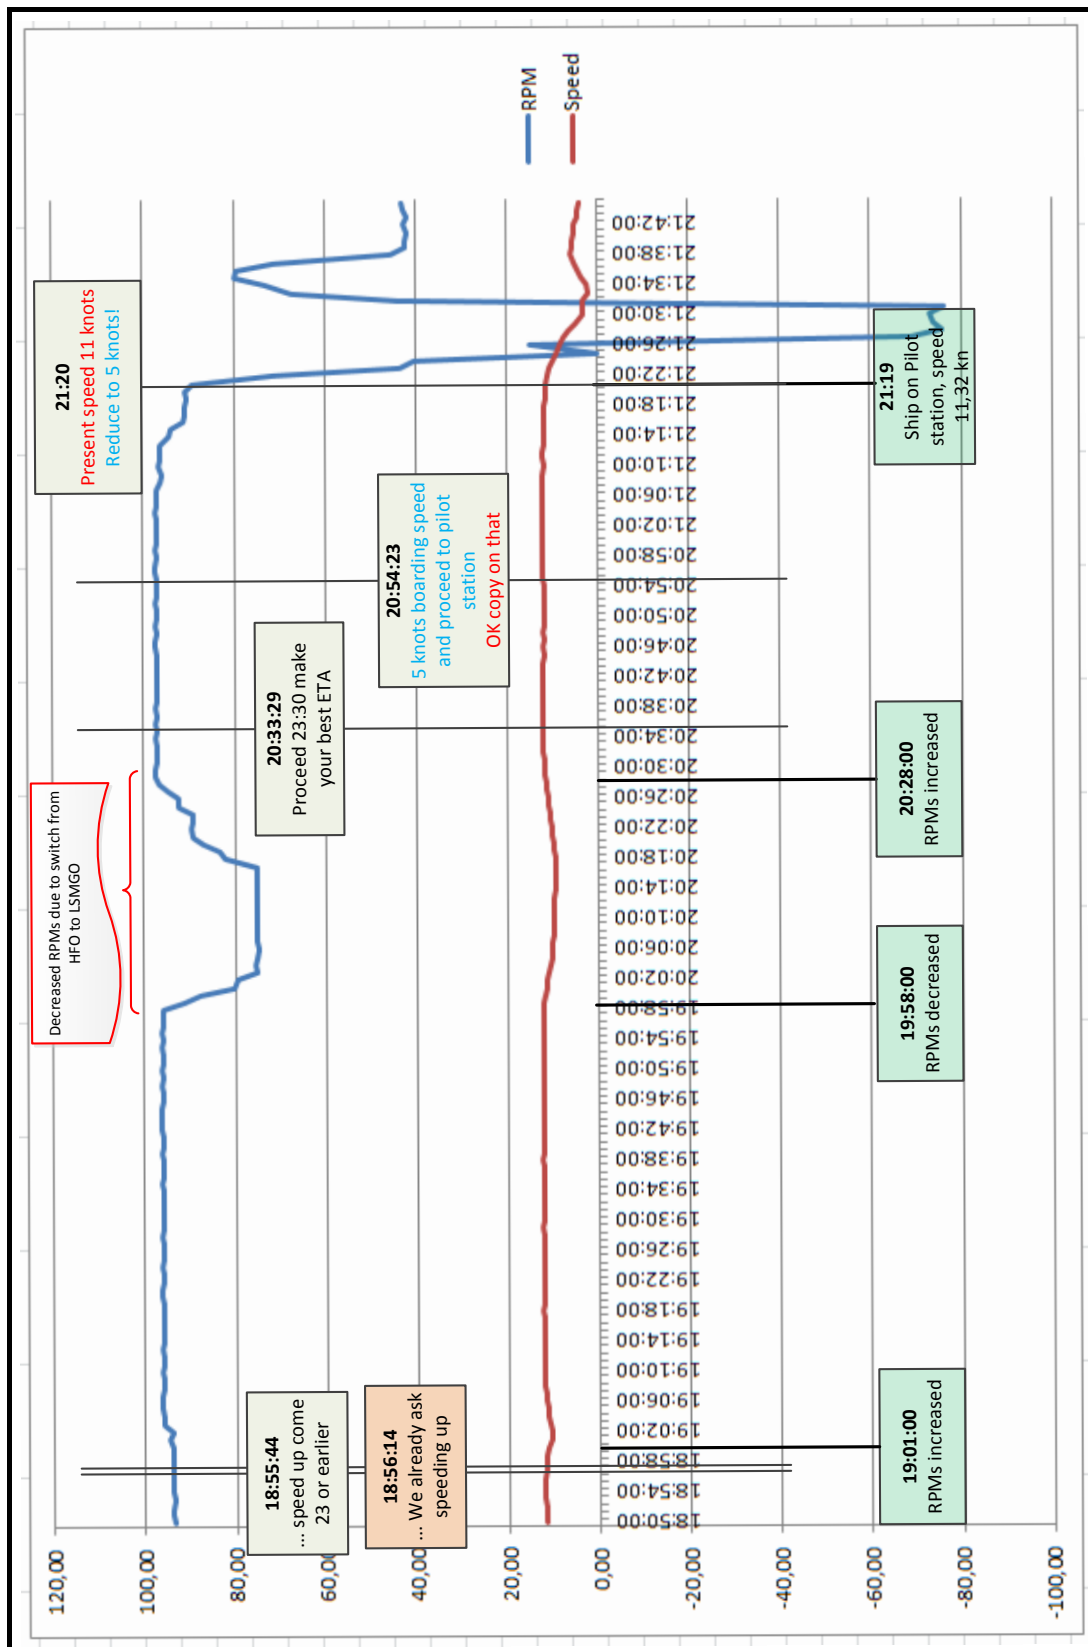 Decreased RPMs due to switch from
HFO to LSMGO
21:20
Present speed 11 knots
Reduce to 5 knots!
20:54:23
5 knots boarding speed
and proceed to pilot
station
OK copy on that
20:33:29
Proceed 23:30 make
your best ETA
18:55:44
... speed up come
23 or earlier
18:56:14
... We already ask
speeding up
19:01:00
RPMs increased
19:58:00
RPMs decreased
20:28:00
RPMs increased
21:19
Ship on Pilot
station, speed
11,32 kn
RPM
Speed
120,00
100,00
80,00
60,00
40,00
20,00
0,00
-20,00
-40,00
-60,00
-80,00
-100,00
18:50:00
18:54:00
18:58:00
19:02:00
19:06:00
19:10:00
19:14:00
19:18:00
19:22:00
19:26:00
19:30:00
19:34:00
19:38:00
19:42:00
19:46:00
19:50:00
19:54:00
19:58:00
20:02:00
20:06:00
20:10:00
20:14:00
20:18:00
20:22:00
20:26:00
20:30:00
20:34:00
20:38:00
20:42:00
20:46:00
20:50:00
20:54:00
20:58:00
21:02:00
21:06:00
21:10:00
21:14:00
21:18:00
21:22:00
21:26:00
21:30:00
21:34:00
21:38:00
21:42:00